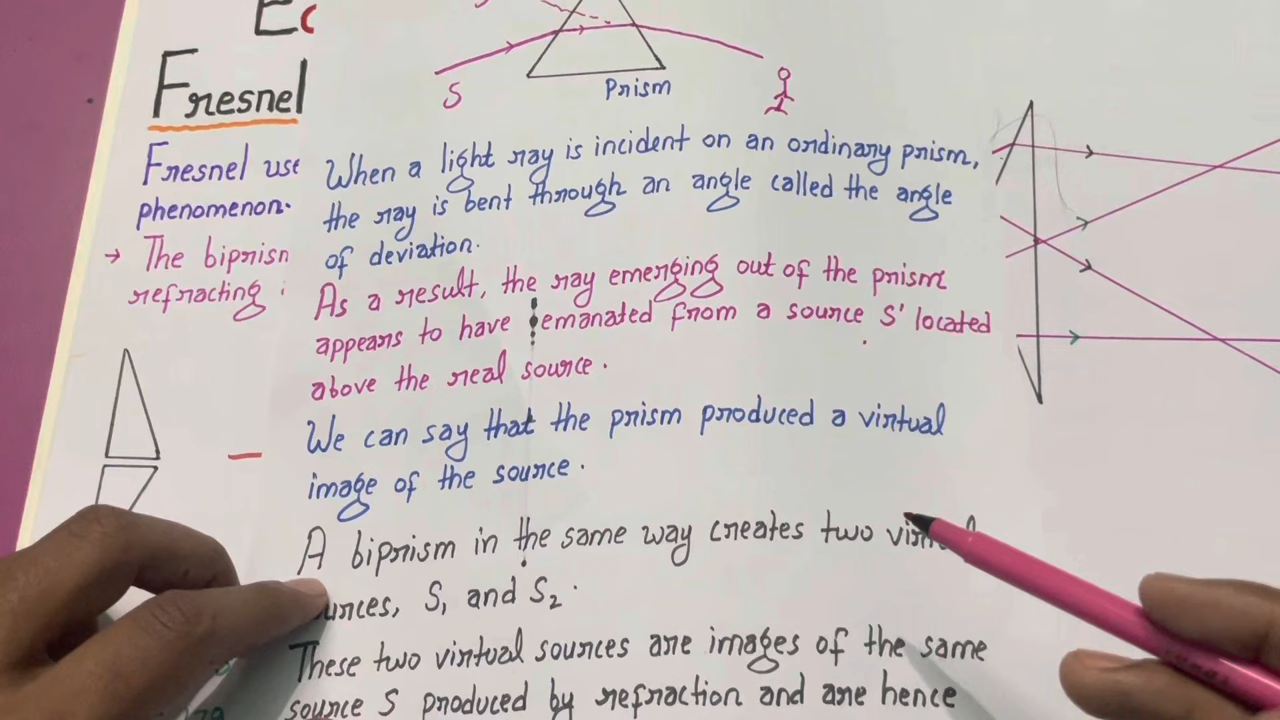 Ec
Fresnel
S
Prism
Fresnel use
phenomenon.
→ The biprisn
refracting
When a light ray is incident on an ordinary prism,
the ray is bent through an angle called the angle
of deviation.
As a result, the ray emerging out of the prism
appears to have emanated from a source S' located
above the real source.
We can say that the prism produced a virtual
image of the source.
A biprism in the same way creates two virtual
sources, S₁ and S₂.
These two virtual sources are images of the same
source S produced by refraction and are hence